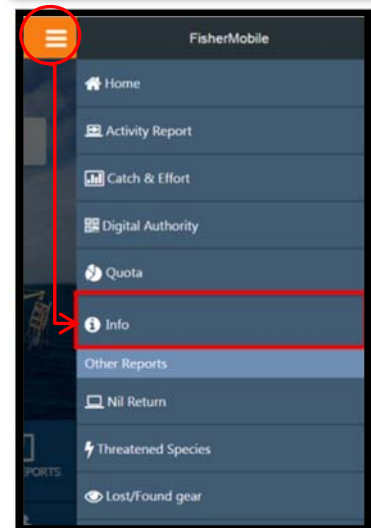 FisherMobile
Home
Activity Report
Catch & Effort
Digital Authority
Quota
Info
Other Reports
Nil Return
Threatened Species
PORTS
Lost/Found gear